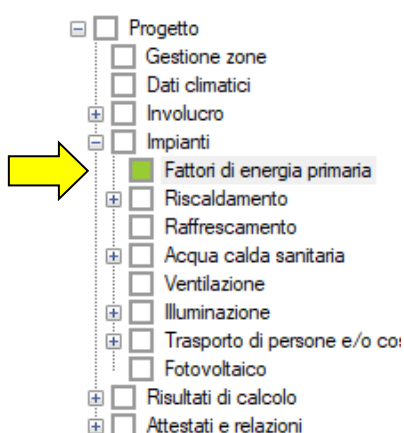 Progetto
Gestione zone
Dati climatici
Involucro
Impianti
Fattori di energia primaria
Riscaldamento
Raffrescamento
Acqua calda sanitaria
Ventilazione
Illuminazione
Trasporto di persone e/o cos
Fotovoltaico
Risultati di calcolo
Attestati e relazioni